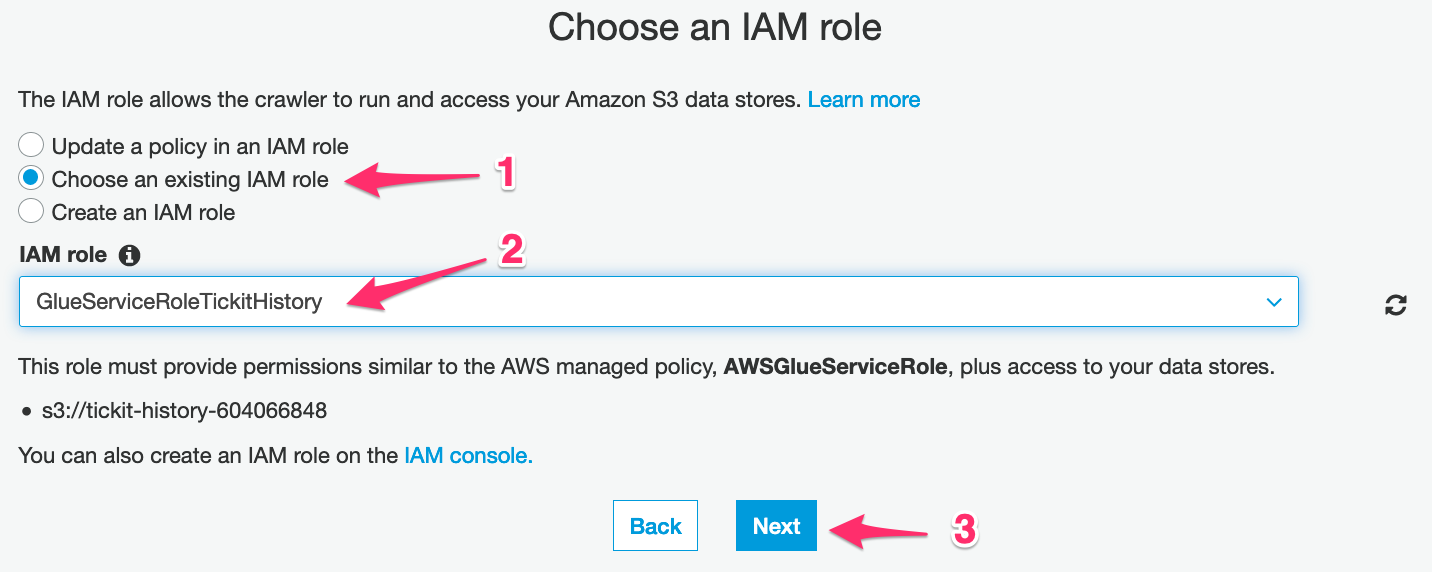 Choose an IAM role
The IAM role allows the crawler to run and access your Amazon S3 data stores. Learn more
Update a policy in an IAM role
Choose an existing IAM role 1
Create an IAM role
IAM role 2
GlueServiceRoleTickitHistory
This role must provide permissions similar to the AWS managed policy, AWSGlueServiceRole, plus access to your data stores.
• s3://tickit-history-604066848
You can also create an IAM role on the IAM console.
Back Next 3